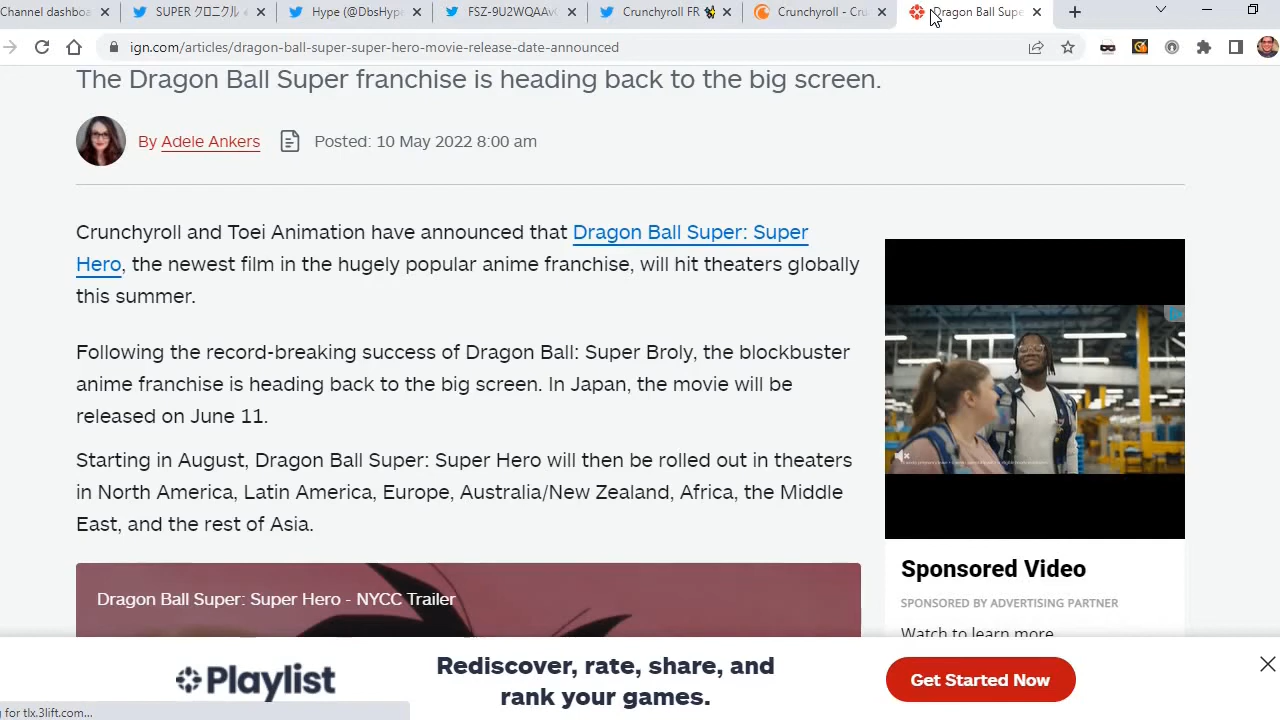 Channel dashboa
SUPER クロニクル
Hype (@DbsHype
FSZ-9U2WQAAv
Crunchyroll FR
Crunchyroll - Cru
Dragon Ball Supe
ign.com/articles/dragon-ball-super-super-hero-movie-release-date-announced
The Dragon Ball Super franchise is heading back to the big screen.
By Adele Ankers
Posted: 10 May 2022 8:00 am
Crunchyroll and Toei Animation have announced that Dragon Ball Super: Super
Hero, the newest film in the hugely popular anime franchise, will hit theaters globally
this summer.
Following the record-breaking success of Dragon Ball: Super Broly, the blockbuster
anime franchise is heading back to the big screen. In Japan, the movie will be
released on June 11.
Starting in August, Dragon Ball Super: Super Hero will then be rolled out in theaters
in North America, Latin America, Europe, Australia/New Zealand, Africa, the Middle
East, and the rest of Asia.
Dragon Ball Super: Super Hero - NYCC Trailer
Sponsored Video
SPONSORED BY ADVERTISING PARTNER
Watch to learn more
Playlist
Rediscover, rate, share, and
rank your games.
Get Started Now
g for tlx.3lift.com...